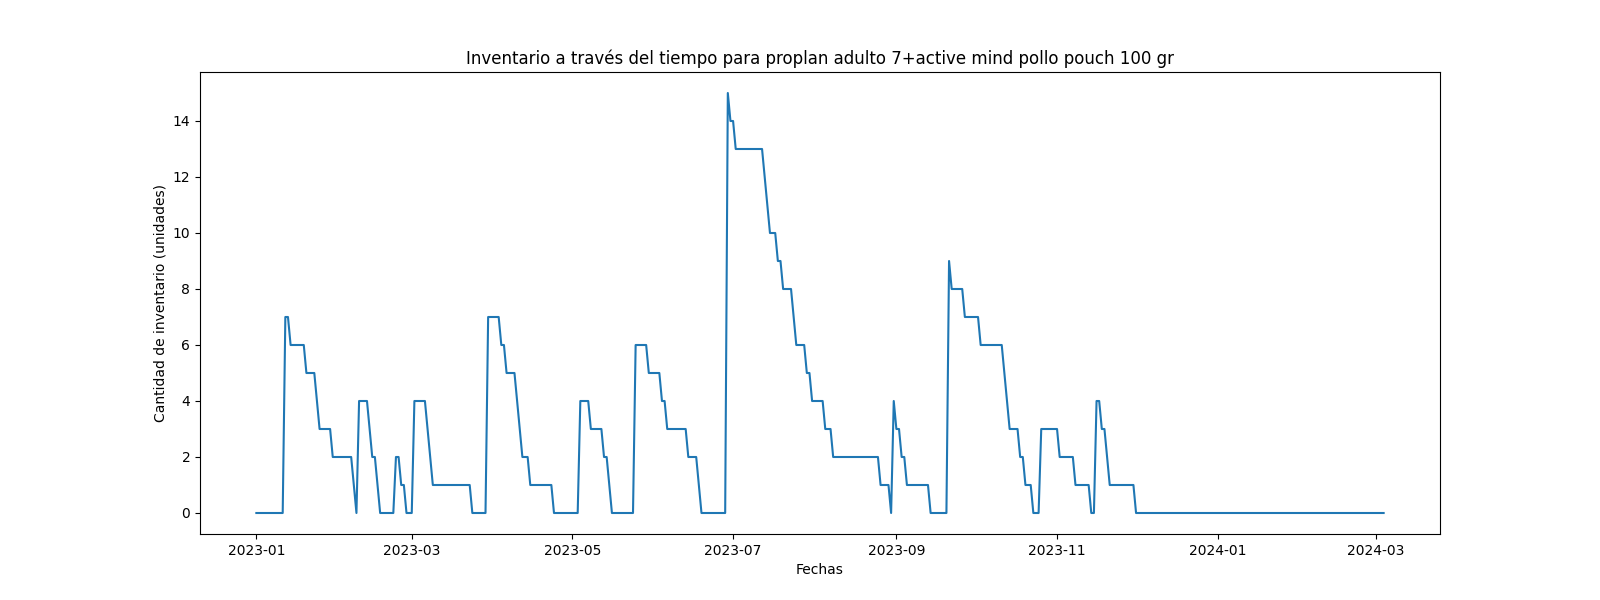 Inventario a través del tiempo para proplan adulto 7+active mind pollo pouch 100 gr
Cantidad de inventario (unidades)
14
12
10
8
6
4
2
0
2023-01 2023-03 2023-05 2023-07 2023-09 2023-11 2024-01 2024-03
Fechas